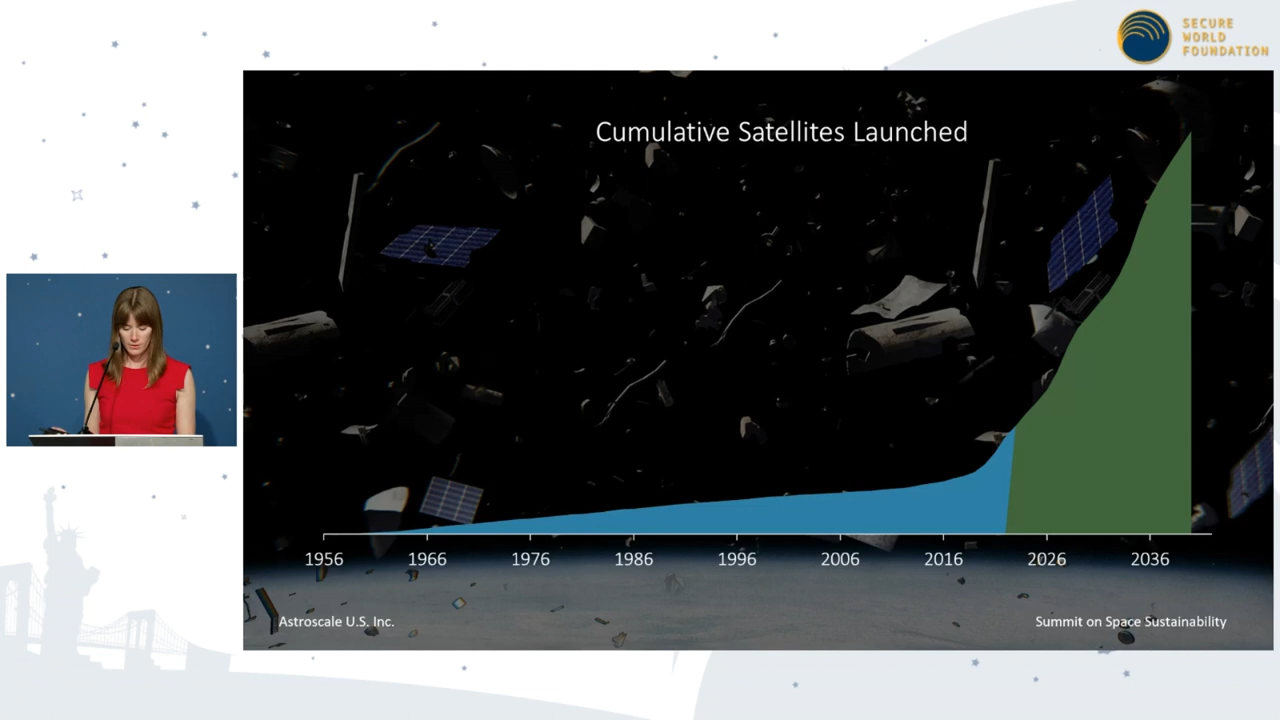 SECURE
WORLD
FOUNDATION
Cumulative Satellites Launched
1956 1966 1976 1986 1996 2006 2016 2026 2036
Astroscale U.S. Inc.
Summit on Space Sustainability